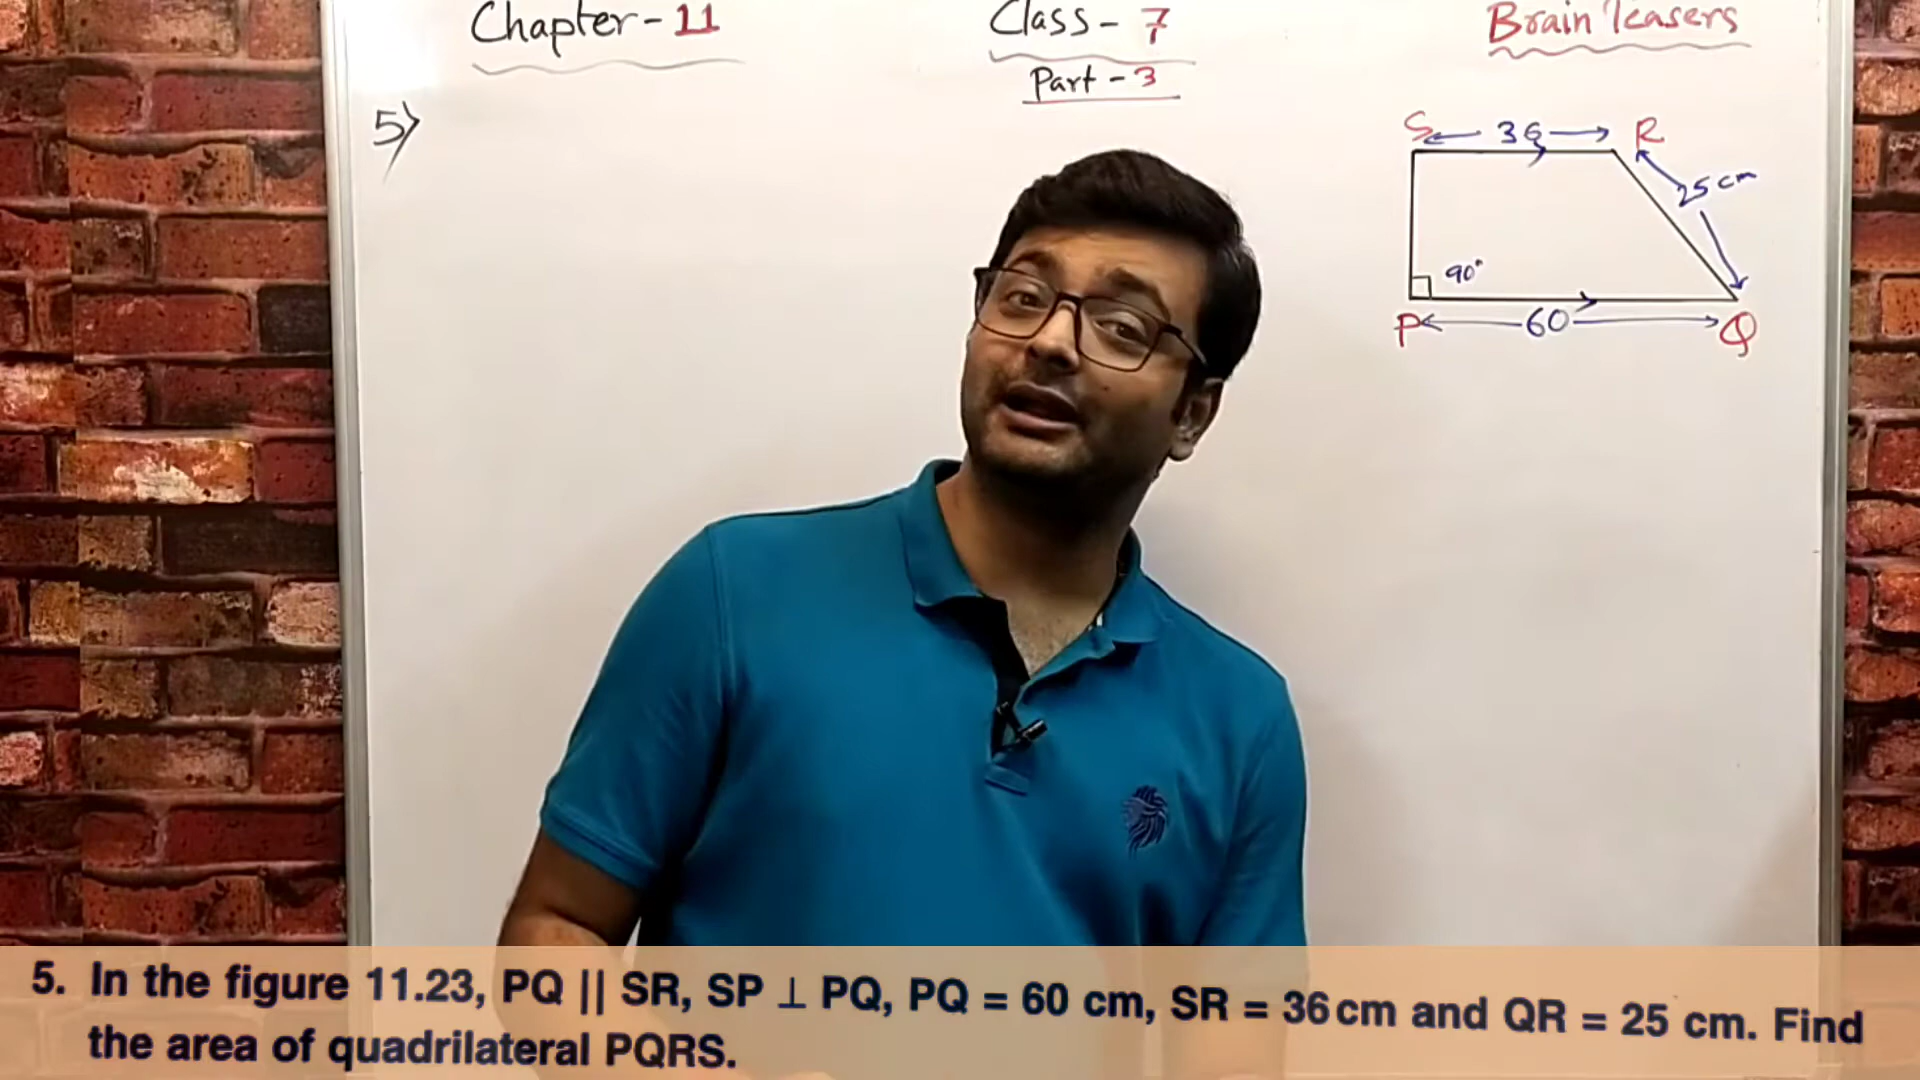 Chapter-11
Class-7
Part-3
Brain Teasers
5)
S 36 R
25 cm
90°
P 60 Q
5. In the figure 11.23, PQ || SR, SP ⊥ PQ, PQ = 60 cm, SR = 36 cm and QR = 25 cm. Find
the area of quadrilateral PQRS.